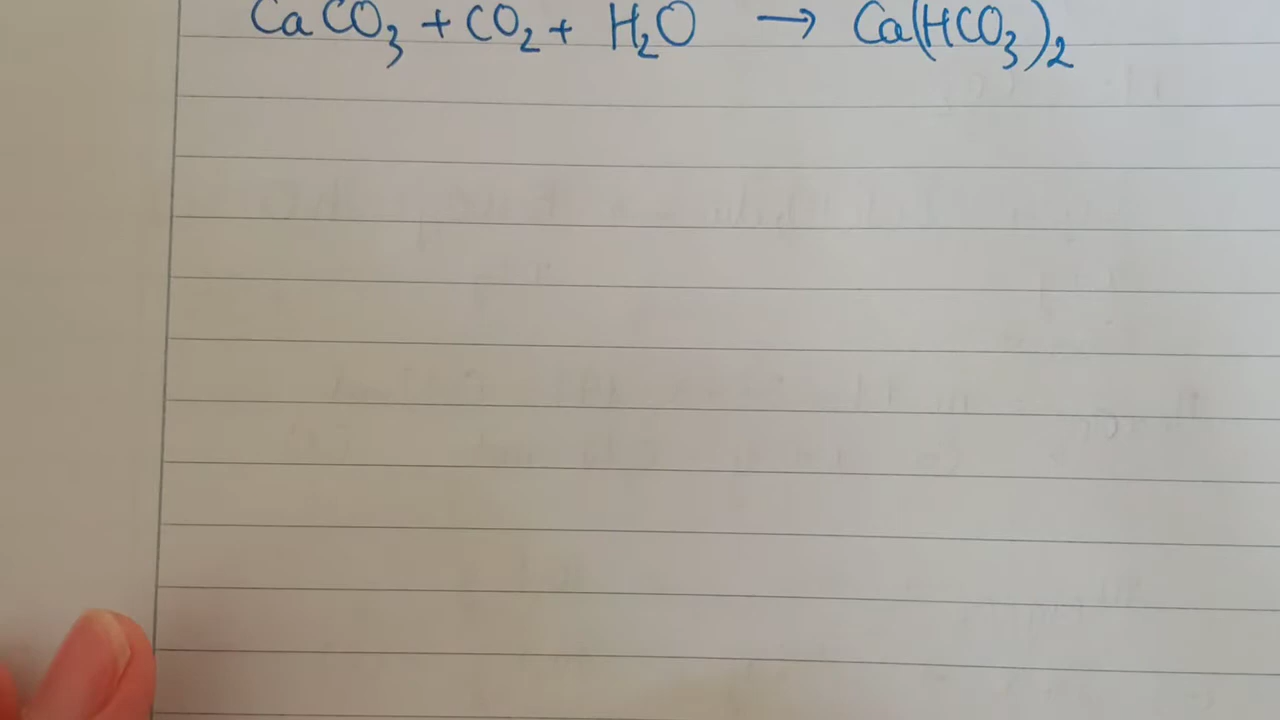 CaCO₃ + CO₂ + H₂O → Ca(HCO₃)₂